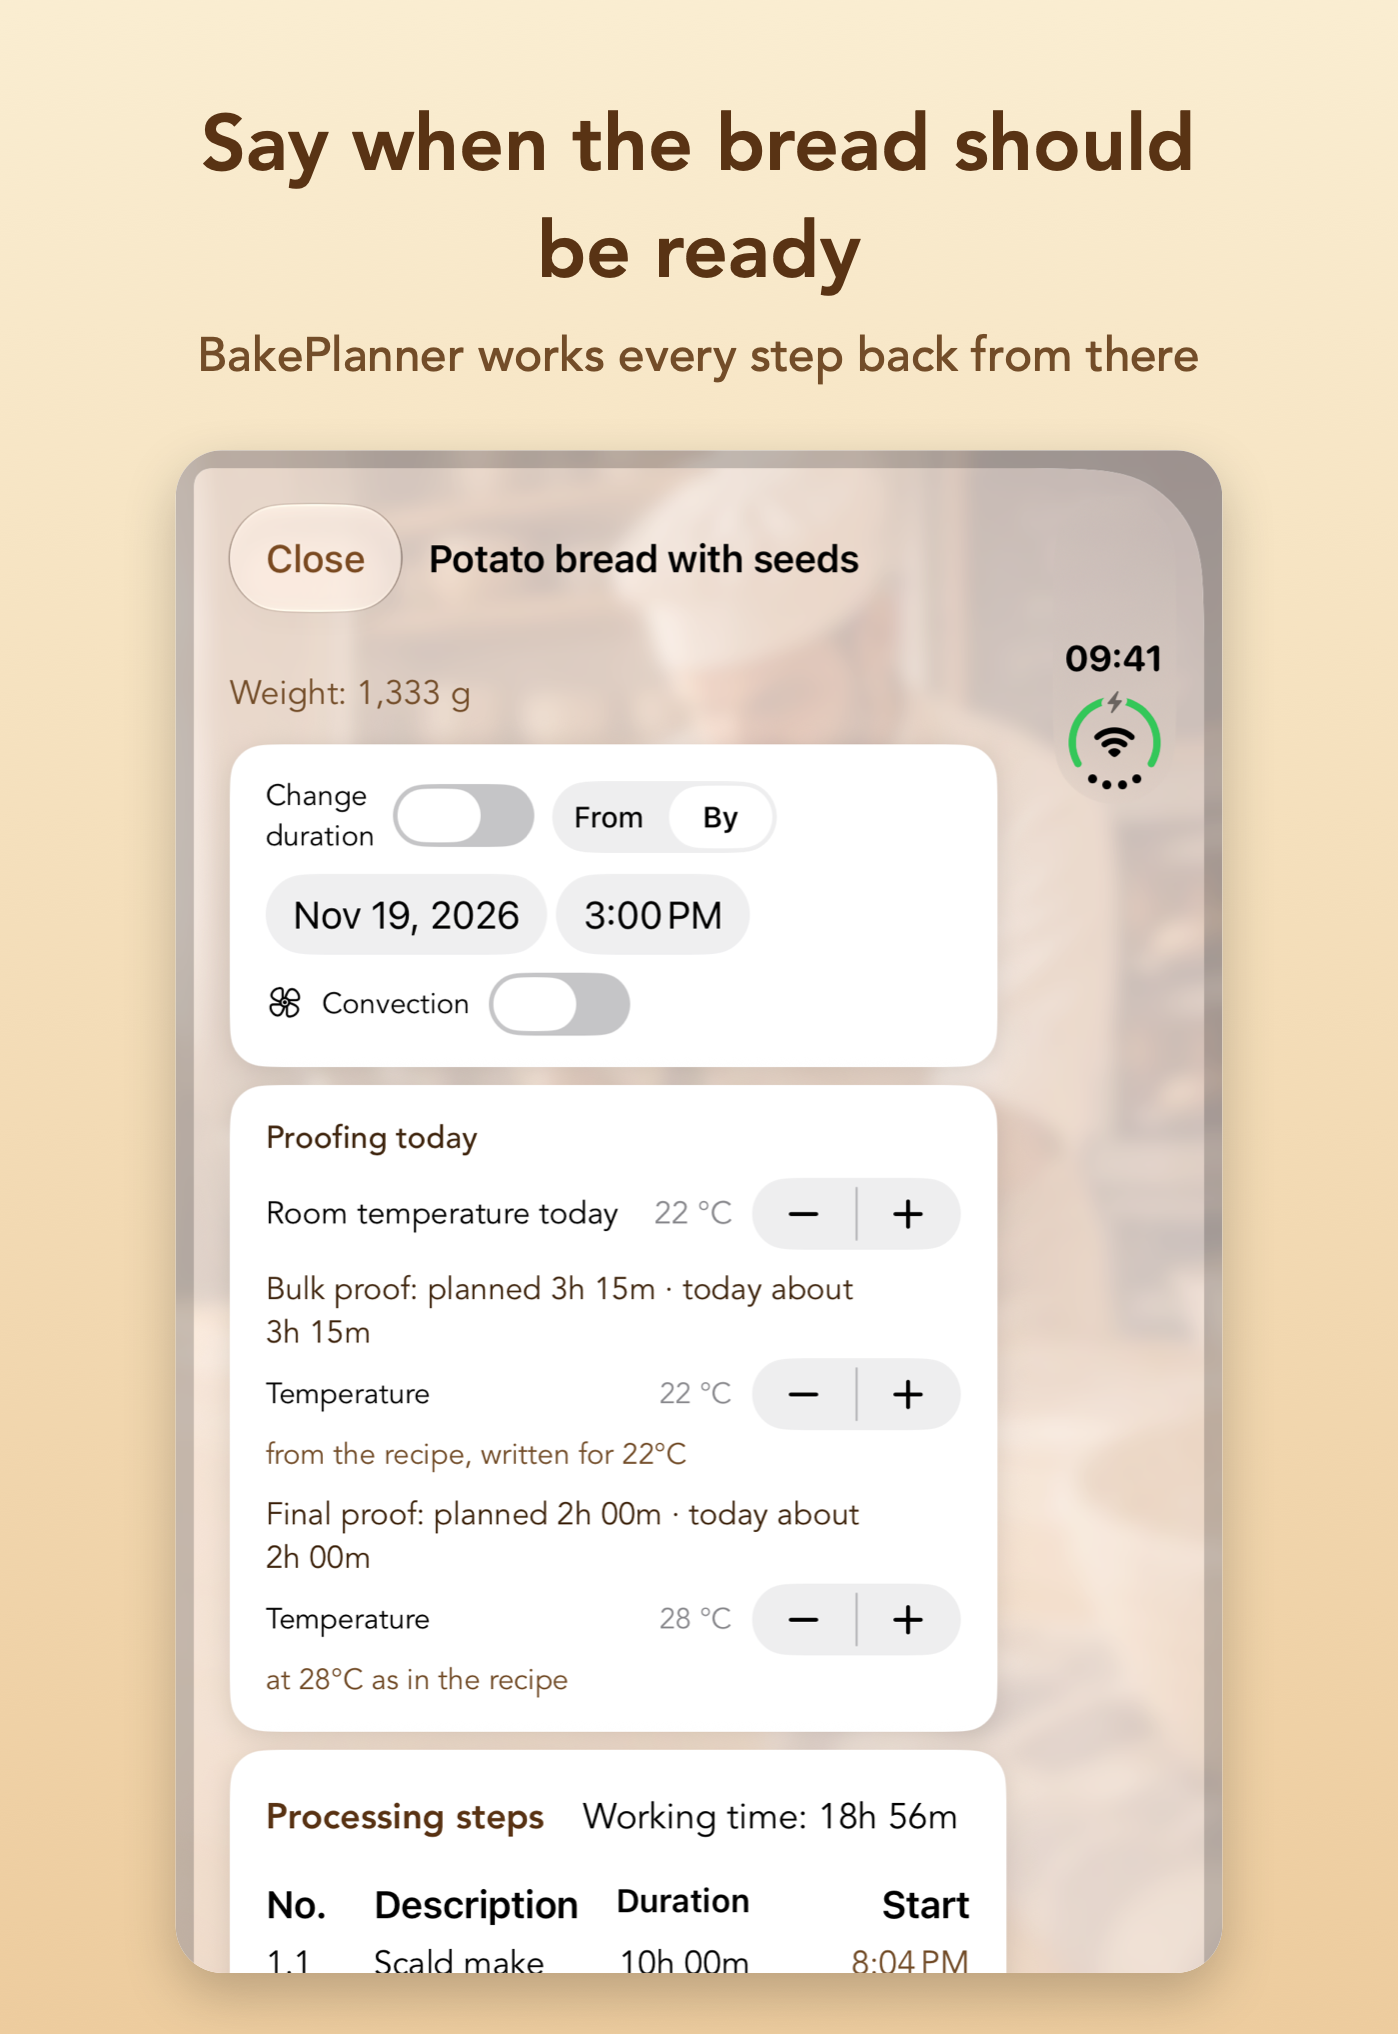 Say when the bread should
be ready
BakePlanner works every step back from there
Close
Potato bread with seeds
09:41
Weight: 1,333 g
Change
duration
From
By
Nov 19, 2026
3:00 PM
Convection
Proofing today
Room temperature today 22 °C − +
Bulk proof: planned 3h 15m · today about
3h 15m
Temperature 22 °C − +
from the recipe, written for 22°C
Final proof: planned 2h 00m · today about
2h 00m
Temperature 28 °C − +
at 28°C as in the recipe
Processing steps Working time: 18h 56m
No. Description Duration Start
1.1 Scald make 10h 00m 8:04 PM